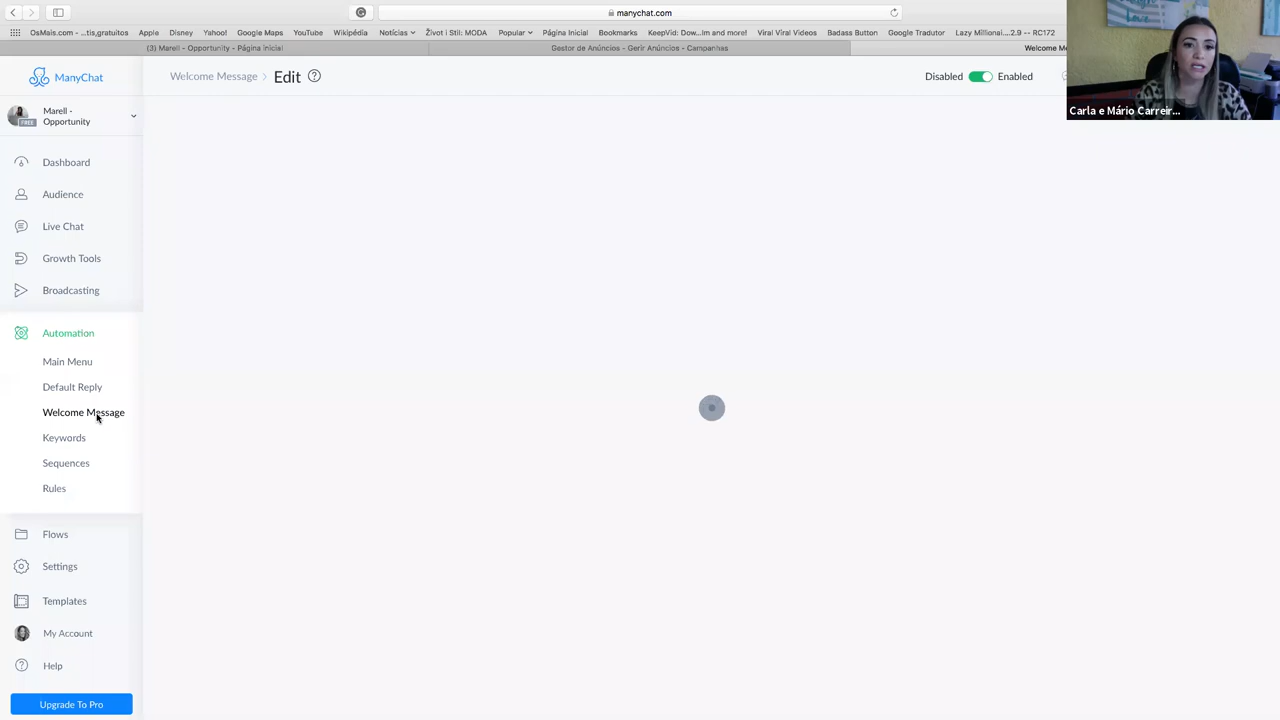 manychat.com
OsMais.com - ...tis,gratuitos Apple Disney Yahoo! Google Maps YouTube Wikipédia Notícias Život i Stil: MODA Popular Página Inicial Bookmarks KeepVid: Dow...lm and more! Viral Viral Videos Badass Button Google Tradutor Lazy Millionai....2.9 -- RC172
(3) Marell - Opportunity - Página inicial Gestor de Anúncios - Gerir Anúncios - Campanhas Welcome Me
ManyChat
Welcome Message > Edit ?
Disabled Enabled
Carla e Mário Carreir...
Marell -
Opportunity
FREE
Dashboard
Audience
Live Chat
Growth Tools
Broadcasting
Automation
Main Menu
Default Reply
Welcome Message
Keywords
Sequences
Rules
Flows
Settings
Templates
My Account
Help
Upgrade To Pro